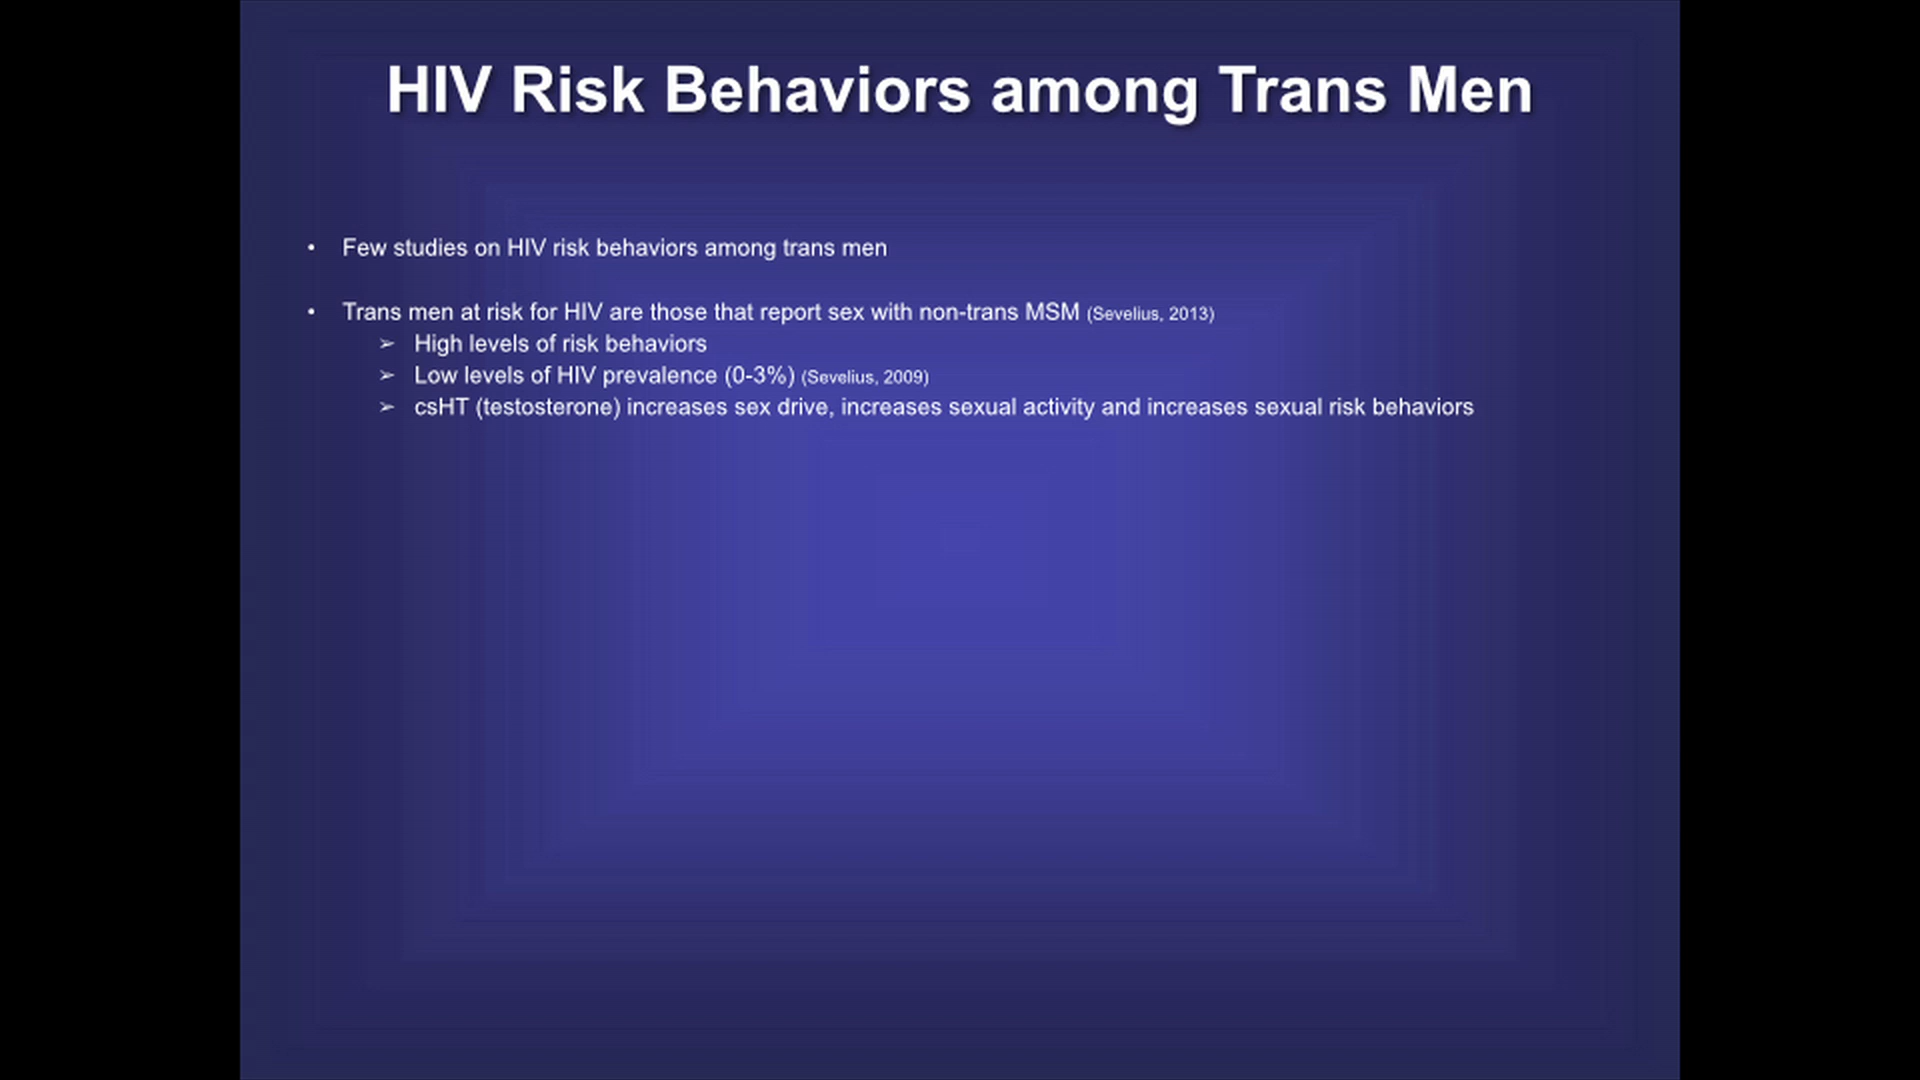 HIV Risk Behaviors among Trans Men
• Few studies on HIV risk behaviors among trans men
• Trans men at risk for HIV are those that report sex with non-trans MSM (Sevelius, 2013)
➢ High levels of risk behaviors
➢ Low levels of HIV prevalence (0-3%) (Sevelius, 2009)
➢ csHT (testosterone) increases sex drive, increases sexual activity and increases sexual risk behaviors